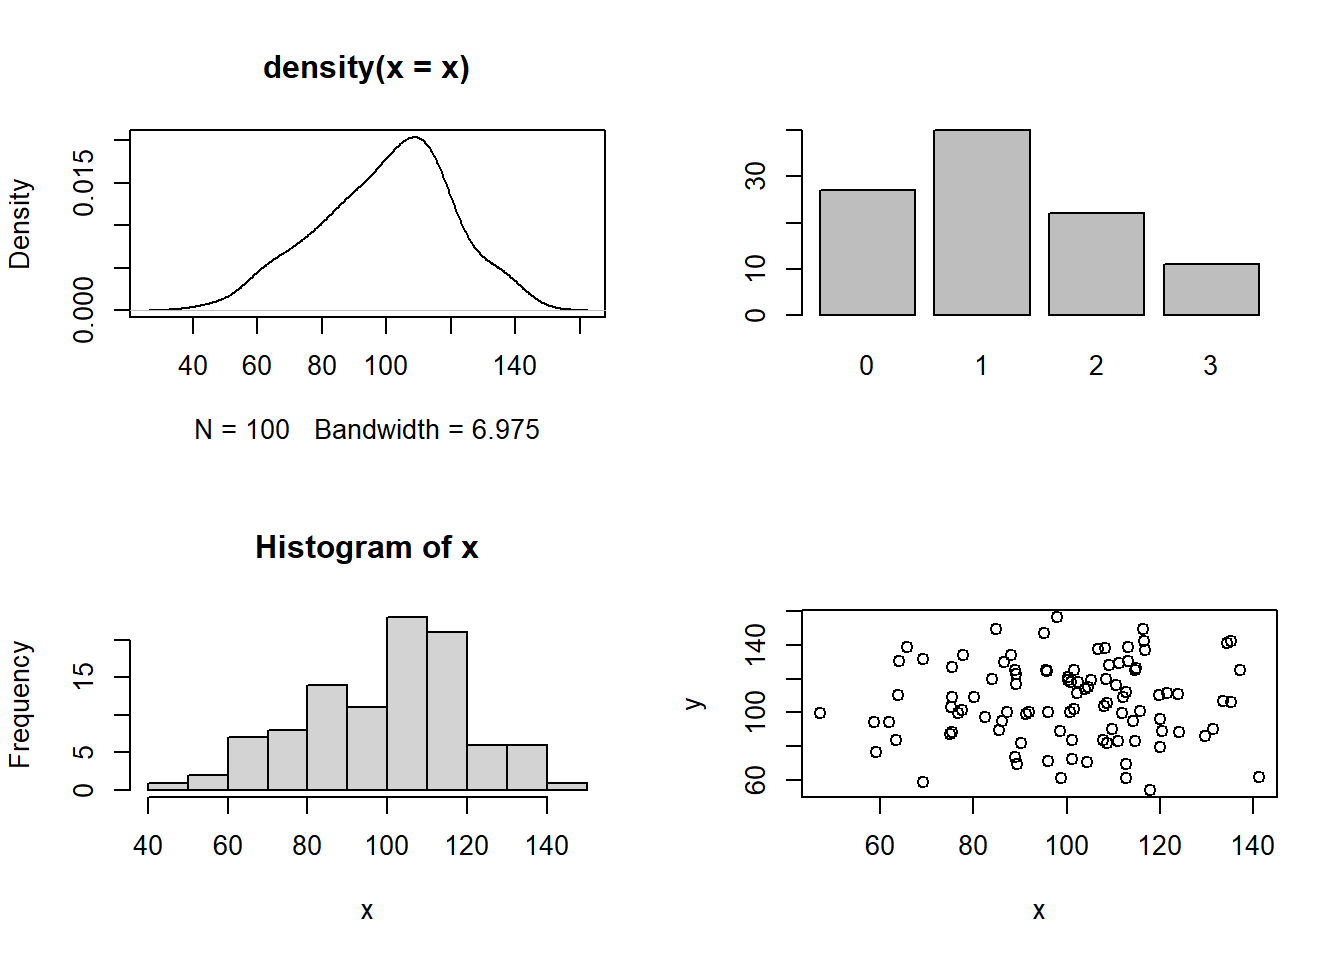 density(x = x)
Density
0.015
0.000
40 60 80 100 140
N = 100 Bandwidth = 6.975
30
10
0
0 1 2 3
Histogram of x
Frequency
15
5
0
40 60 80 100 120 140
x
y
140
100
60
60 80 100 120 140
x